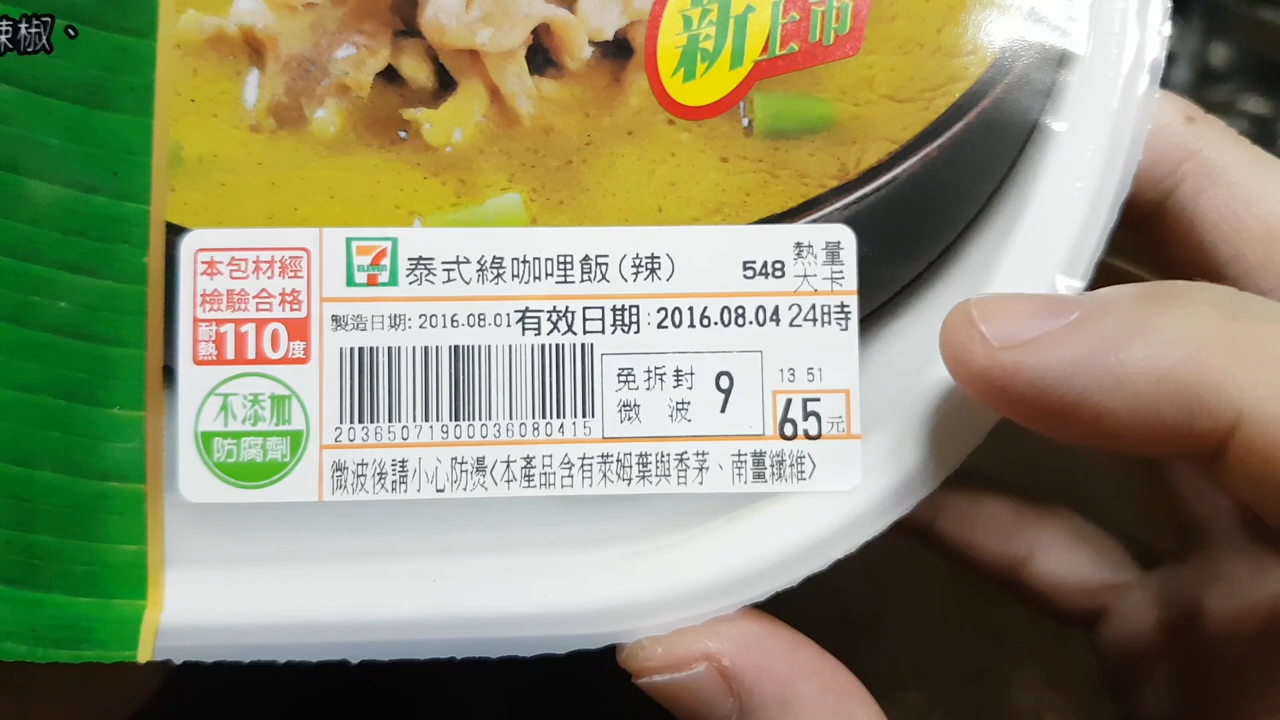 辣椒、
新上市
本包材經
檢驗合格
耐熱110度
不添加
防腐劑
7 ELEVEN 泰式綠咖哩飯(辣) 548 熱量大卡
製造日期: 2016.08.01 有效日期: 2016.08.04 24時
免拆封
微波 9
13 51
65元
20365071900036080415
微波後請小心防燙<本產品含有萊姆葉與香茅、南薑纖維>